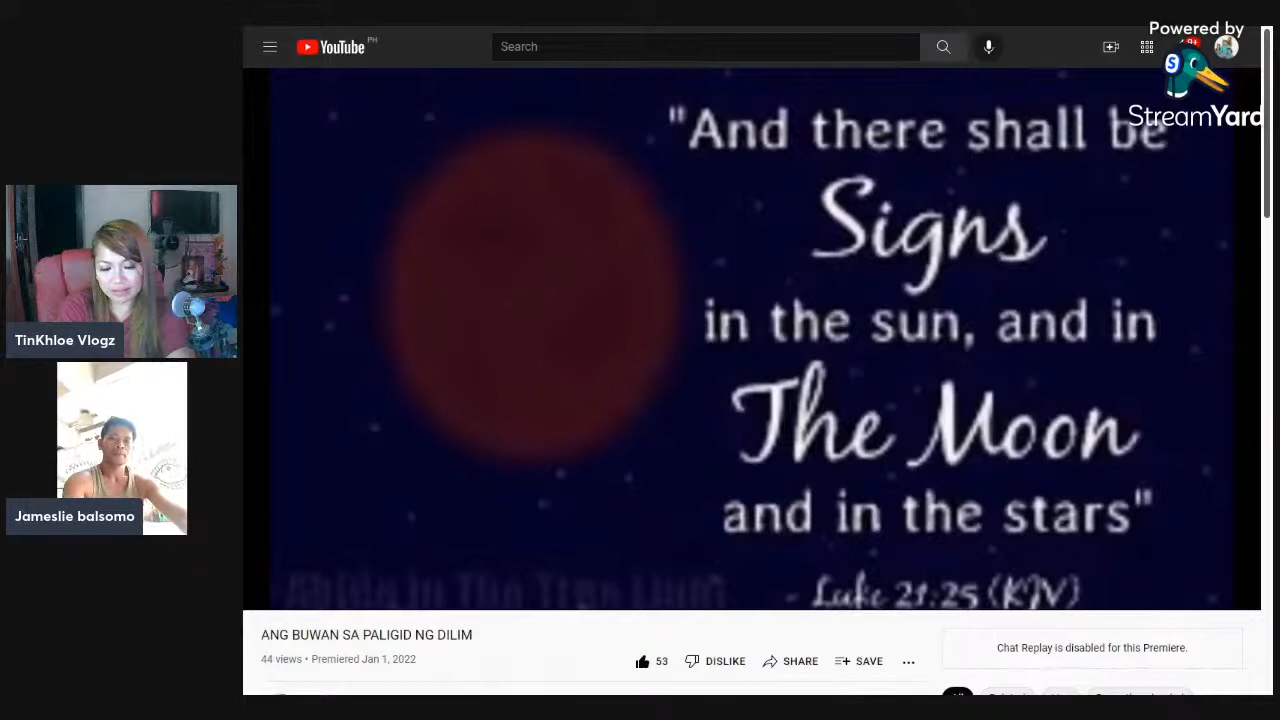 Powered by
StreamYard
YouTube PH
Search
9+
"And there shall be
Signs
in the sun, and in
The Moon
and in the stars"
- Luke 21:25 (KJV)
TinKhloe Vlogz
Jameslie balsomo
ANG BUWAN SA PALIGID NG DILIM
44 views • Premiered Jan 1, 2022
53
DISLIKE
SHARE
SAVE
Chat Replay is disabled for this Premiere.
All